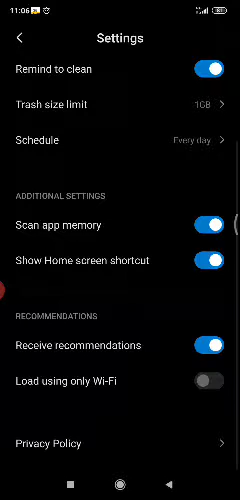 11:06
Settings
Remind to clean
Trash size limit 1GB
Schedule Every day
ADDITIONAL SETTINGS
Scan app memory
Show Home screen shortcut
RECOMMENDATIONS
Receive recommendations
Load using only Wi-Fi
Privacy Policy